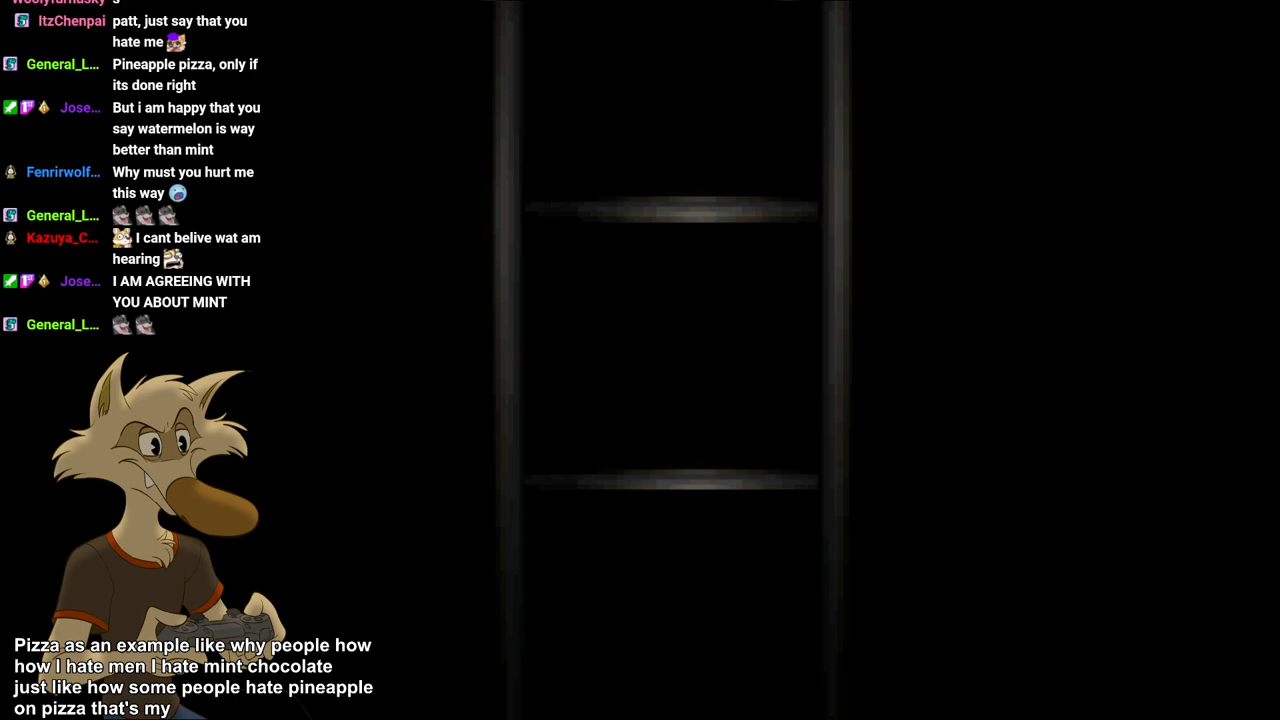 ItzChenpai patt, just say that you
hate me
General_L... Pineapple pizza, only if
its done right
Jose... But i am happy that you
say watermelon is way
better than mint
Fenrirwolf... Why must you hurt me
this way
General_L...
Kazuya_C... I cant belive wat am
hearing
Jose... I AM AGREEING WITH
YOU ABOUT MINT
General_L...
Pizza as an example like why people how
how I hate men I hate mint chocolate
just like how some people hate pineapple
on pizza that's my